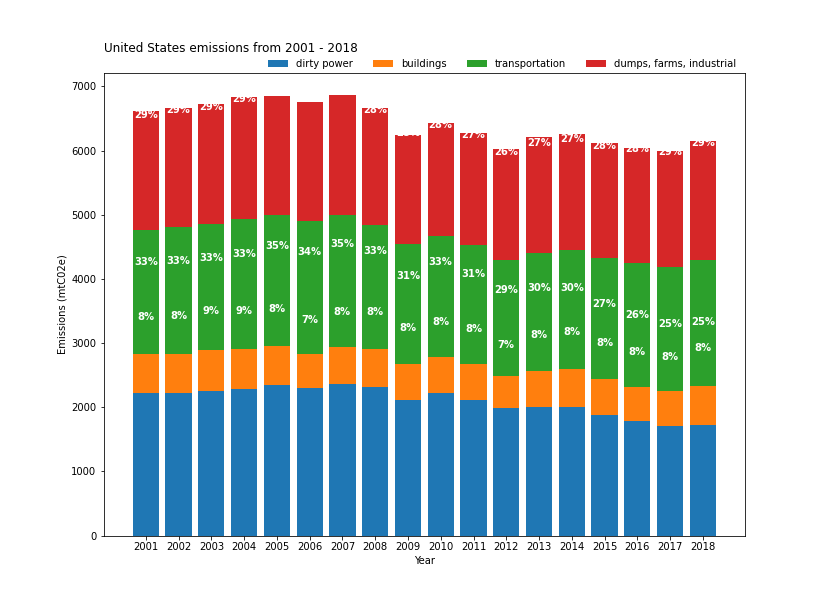 United States emissions from 2001 - 2018
dirty power buildings transportation dumps, farms, industrial
7000
6000
5000
4000
3000
2000
1000
0
Emissions (mtC02e)
29% 29% 29% 29% 28% 28% 27% 26% 27% 27% 28% 28% 29% 29%
33% 33% 33% 33% 35% 34% 35% 33% 31% 33% 31% 29% 30% 30% 27% 26% 25% 25%
8% 8% 9% 9% 8% 7% 8% 8% 8% 8% 8% 7% 8% 8% 8% 8% 8% 8%
2001 2002 2003 2004 2005 2006 2007 2008 2009 2010 2011 2012 2013 2014 2015 2016 2017 2018
Year